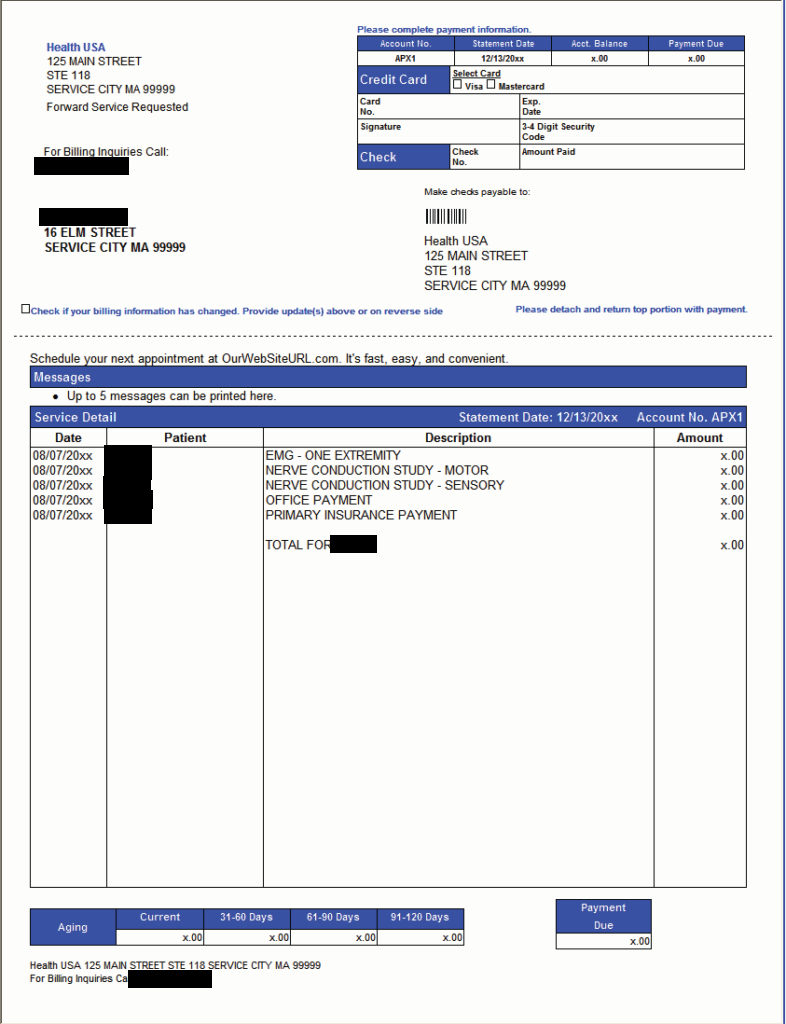 Please complete payment information.
Health USA
125 MAIN STREET
STE 118
SERVICE CITY MA 99999
Forward Service Requested
Account No. Statement Date Acct. Balance Payment Due
APX1 12/13/20xx x.00 x.00
Credit Card Select Card
Visa Mastercard
Card No. Exp. Date
Signature 3-4 Digit Security Code
Check Check No. Amount Paid
For Billing Inquiries Call:
16 ELM STREET
SERVICE CITY MA 99999
Make checks payable to:
Health USA
125 MAIN STREET
STE 118
SERVICE CITY MA 99999
Check if your billing information has changed. Provide update(s) above or on reverse side
Please detach and return top portion with payment.
Schedule your next appointment at OurWebSiteURL.com. It's fast, easy, and convenient.
Messages
• Up to 5 messages can be printed here.
Service Detail Statement Date: 12/13/20xx Account No. APX1
Date Patient Description Amount
08/07/20xx EMG - ONE EXTREMITY x.00
08/07/20xx NERVE CONDUCTION STUDY - MOTOR x.00
08/07/20xx NERVE CONDUCTION STUDY - SENSORY x.00
08/07/20xx OFFICE PAYMENT x.00
08/07/20xx PRIMARY INSURANCE PAYMENT x.00
TOTAL FOR x.00
Aging Current 31-60 Days 61-90 Days 91-120 Days
x.00 x.00 x.00 x.00
Payment
Due
x.00
Health USA 125 MAIN STREET STE 118 SERVICE CITY MA 99999
For Billing Inquiries Ca